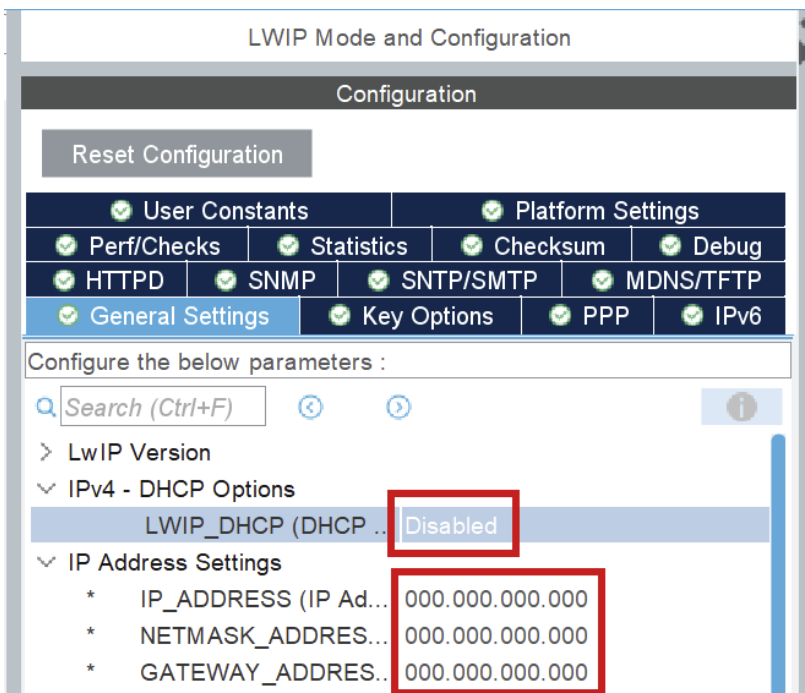 LWIP Mode and Configuration
Configuration
Reset Configuration
User Constants Platform Settings
Perf/Checks Statistics Checksum Debug
HTTPD SNMP SNTP/SMTP MDNS/TFTP
General Settings Key Options PPP IPv6
Configure the below parameters :
Search (Ctrl+F)
> LwIP Version
IPv4 - DHCP Options
LWIP_DHCP (DHCP .. Disabled
IP Address Settings
* IP_ADDRESS (IP Ad... 000.000.000.000
* NETMASK_ADDRES... 000.000.000.000
* GATEWAY_ADDRES.. 000.000.000.000